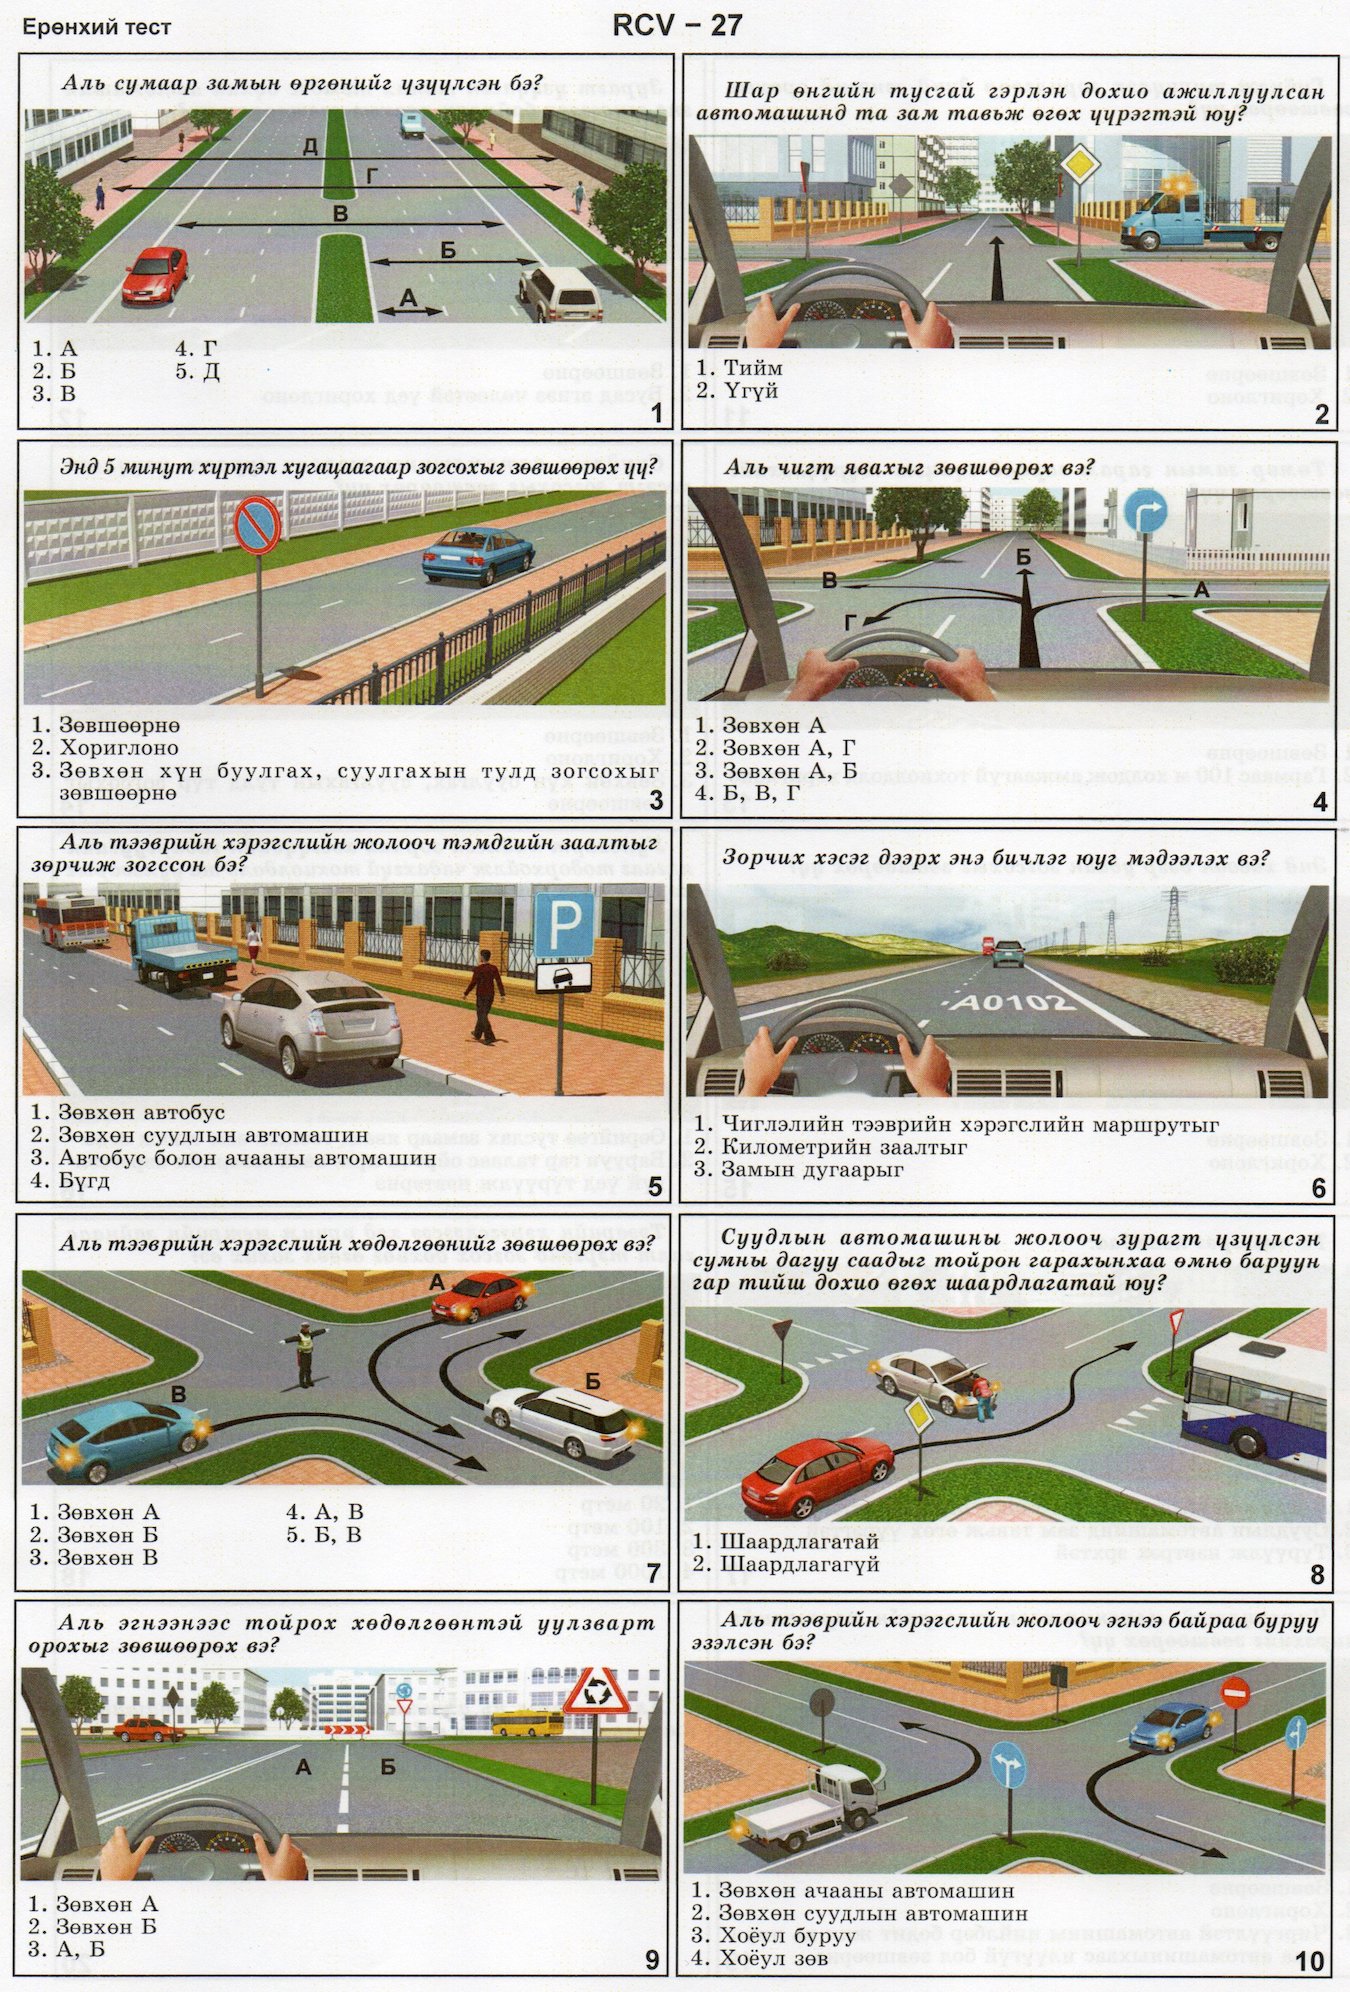 Ерөнхий тест
RCV – 27
Аль сумаар замын өргөнийг үзүүлсэн бэ?
Д
Г
В
Б
А
1. А
2. Б
3. В
4. Г
5. Д
1
Шар өнгийн тусгай гэрлэн дохио ажиллуулсан
автомашинд та зам тавьж өгөх үүрэгтэй юу?
1. Тийм
2. Үгүй
2
Энд 5 минут хүртэл хугацаагаар зогсохыг зөвшөөрөх үү?
1. Зөвшөөрнө
2. Хориглоно
3. Зөвхөн хүн буулгах, суулгахын тулд зогсохыг
зөвшөөрнө
3
Аль чигт явахыг зөвшөөрөх вэ?
Б
В
А
Г
1. Зөвхөн А
2. Зөвхөн А, Г
3. Зөвхөн А, Б
4. Б, В, Г
4
Аль тээврийн хэрэгслийн жолооч тэмдгийн заалтыг
зөрчиж зогссон бэ?
P
1. Зөвхөн автобус
2. Зөвхөн суудлын автомашин
3. Автобус болон ачааны автомашин
4. Бүгд
5
Зорчих хэсэг дээрх энэ бичлэг юуг мэдээлэх вэ?
А0102
1. Чиглэлийн тээврийн хэрэгслийн маршрутыг
2. Километрийн заалтыг
3. Замын дугаарыг
6
Аль тээврийн хэрэгслийн хөдөлгөөнийг зөвшөөрөх вэ?
А
Б
В
1. Зөвхөн А
2. Зөвхөн Б
3. Зөвхөн В
4. А, В
5. Б, В
7
Суудлын автомашины жолооч зурагт үзүүлсэн
сумны дагуу саадыг тойрон гарахынхаа өмнө баруун
гар тийш дохио өгөх шаардлагатай юу?
1. Шаардлагатай
2. Шаардлагагүй
8
Аль эгнээнээс тойрох хөдөлгөөнтэй уулзварт
орохыг зөвшөөрөх вэ?
А
Б
1. Зөвхөн А
2. Зөвхөн Б
3. А, Б
9
Аль тээврийн хэрэгслийн жолооч эгнээ байраа буруу
эзэлсэн бэ?
1. Зөвхөн ачааны автомашин
2. Зөвхөн суудлын автомашин
3. Хоёул буруу
4. Хоёул зөв
10